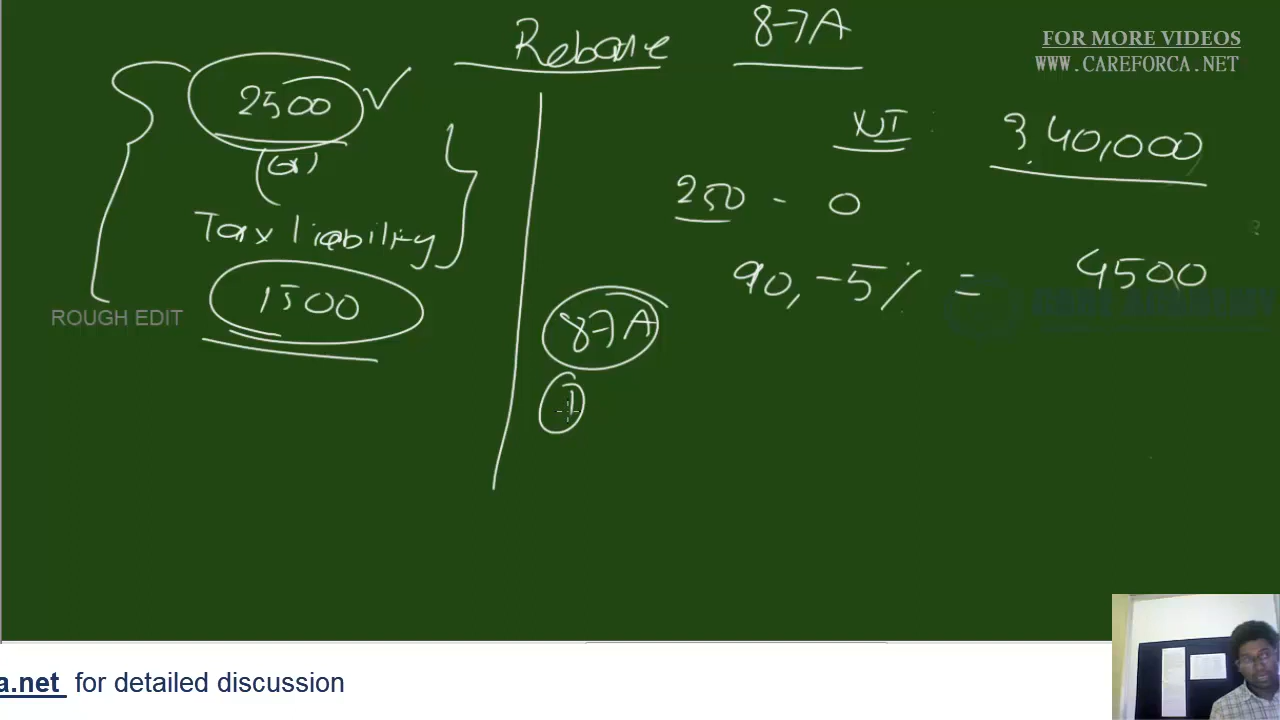 Rebate 87A
FOR MORE VIDEOS
WWW.CAREFORCA.NET
2500
(or)
Tax liability
1500
ROUGH EDIT
: 3,40,000
250 - 0
90, - 5% = 4500
87A
a.net for detailed discussion